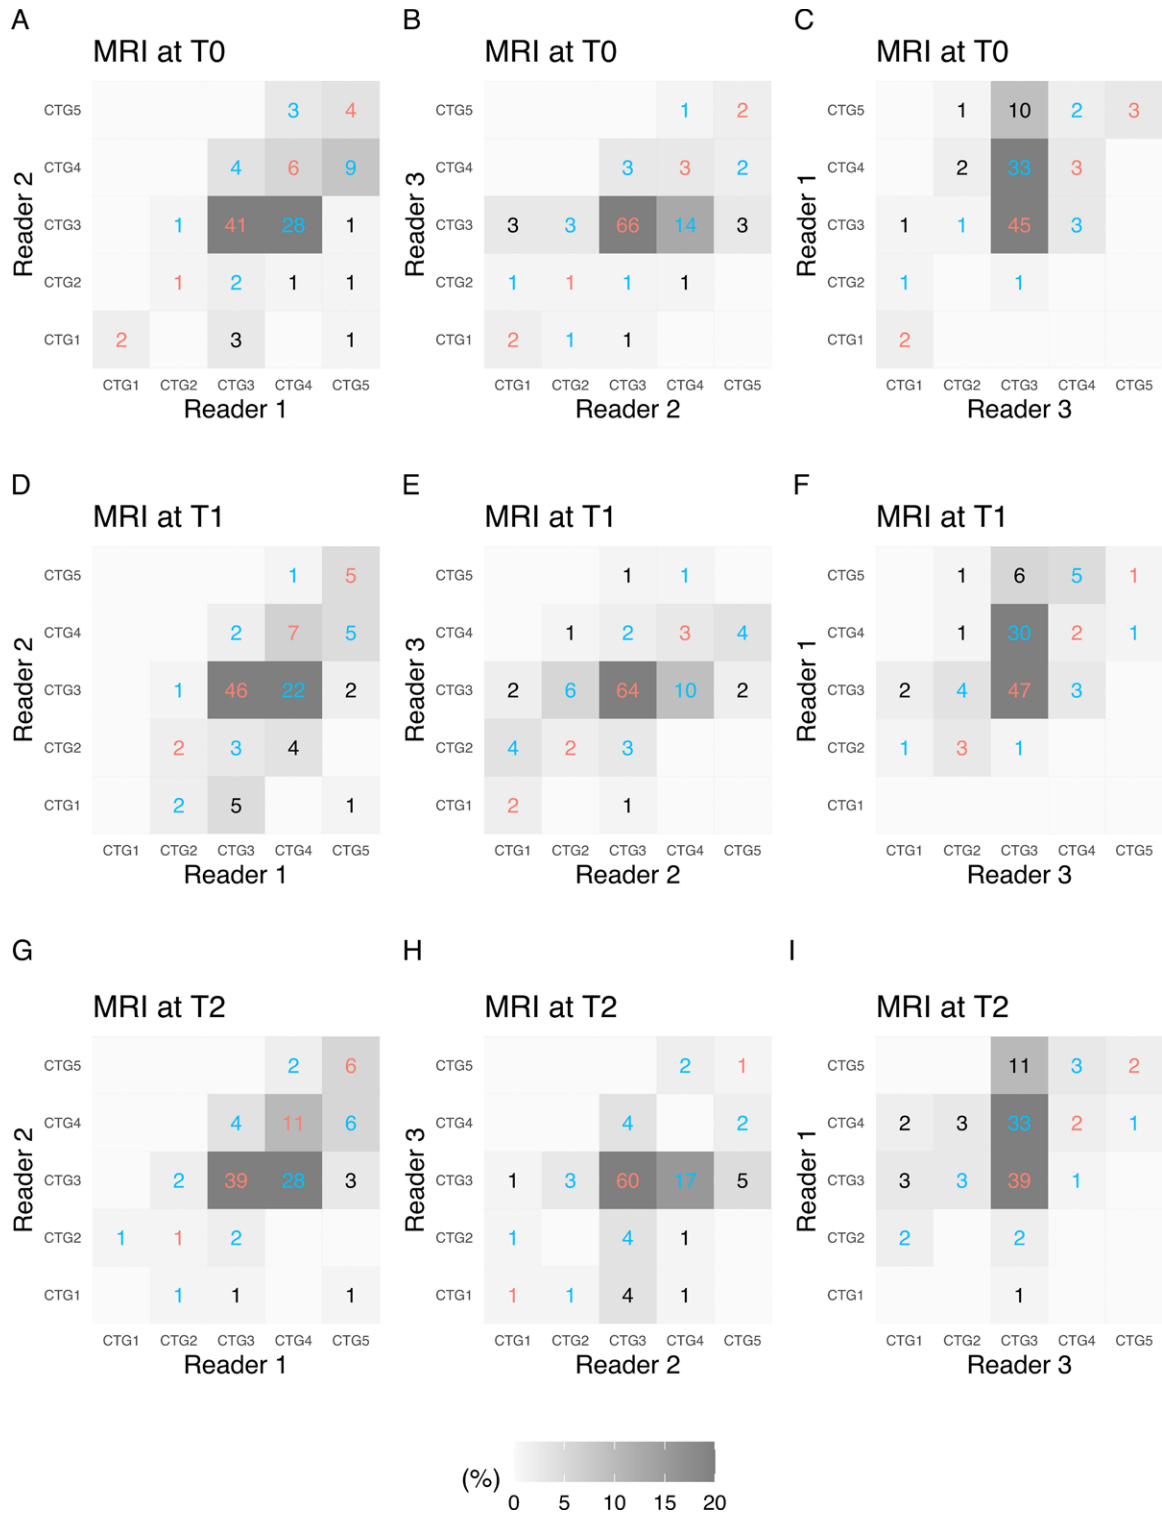 A B C
MRI at T0 MRI at T0 MRI at T0
CTG5 3 4 CTG5 1 2 CTG5 1 10 2 3
CTG4 4 6 9 CTG4 3 3 2 CTG4 2 33 3
CTG3 1 41 28 1 CTG3 3 3 66 14 3 CTG3 1 1 45 3
CTG2 1 2 1 1 CTG2 1 1 1 1 CTG2 1 1
CTG1 2 3 1 CTG1 2 1 1 CTG1 2
Reader 2 Reader 3 Reader 1
CTG1 CTG2 CTG3 CTG4 CTG5 CTG1 CTG2 CTG3 CTG4 CTG5 CTG1 CTG2 CTG3 CTG4 CTG5
Reader 1 Reader 2 Reader 3
D E F
MRI at T1 MRI at T1 MRI at T1
CTG5 1 5 CTG5 1 1 CTG5 1 6 5 1
CTG4 2 7 5 CTG4 1 2 3 4 CTG4 1 30 2 1
CTG3 1 46 22 2 CTG3 2 6 64 10 2 CTG3 2 4 47 3
CTG2 2 3 4 CTG2 4 2 3 CTG2 1 3 1
CTG1 2 5 1 CTG1 2 1 CTG1
Reader 2 Reader 3 Reader 1
CTG1 CTG2 CTG3 CTG4 CTG5 CTG1 CTG2 CTG3 CTG4 CTG5 CTG1 CTG2 CTG3 CTG4 CTG5
Reader 1 Reader 2 Reader 3
G H I
MRI at T2 MRI at T2 MRI at T2
CTG5 2 6 CTG5 2 1 CTG5 11 3 2
CTG4 4 11 6 CTG4 4 2 CTG4 2 3 33 2 1
CTG3 2 39 28 3 CTG3 1 3 60 17 5 CTG3 3 3 39 1
CTG2 1 1 2 CTG2 1 4 1 CTG2 2 2
CTG1 1 1 1 CTG1 1 1 4 1 CTG1 1
Reader 2 Reader 3 Reader 1
CTG1 CTG2 CTG3 CTG4 CTG5 CTG1 CTG2 CTG3 CTG4 CTG5 CTG1 CTG2 CTG3 CTG4 CTG5
Reader 1 Reader 2 Reader 3
(%)
0 5 10 15 20